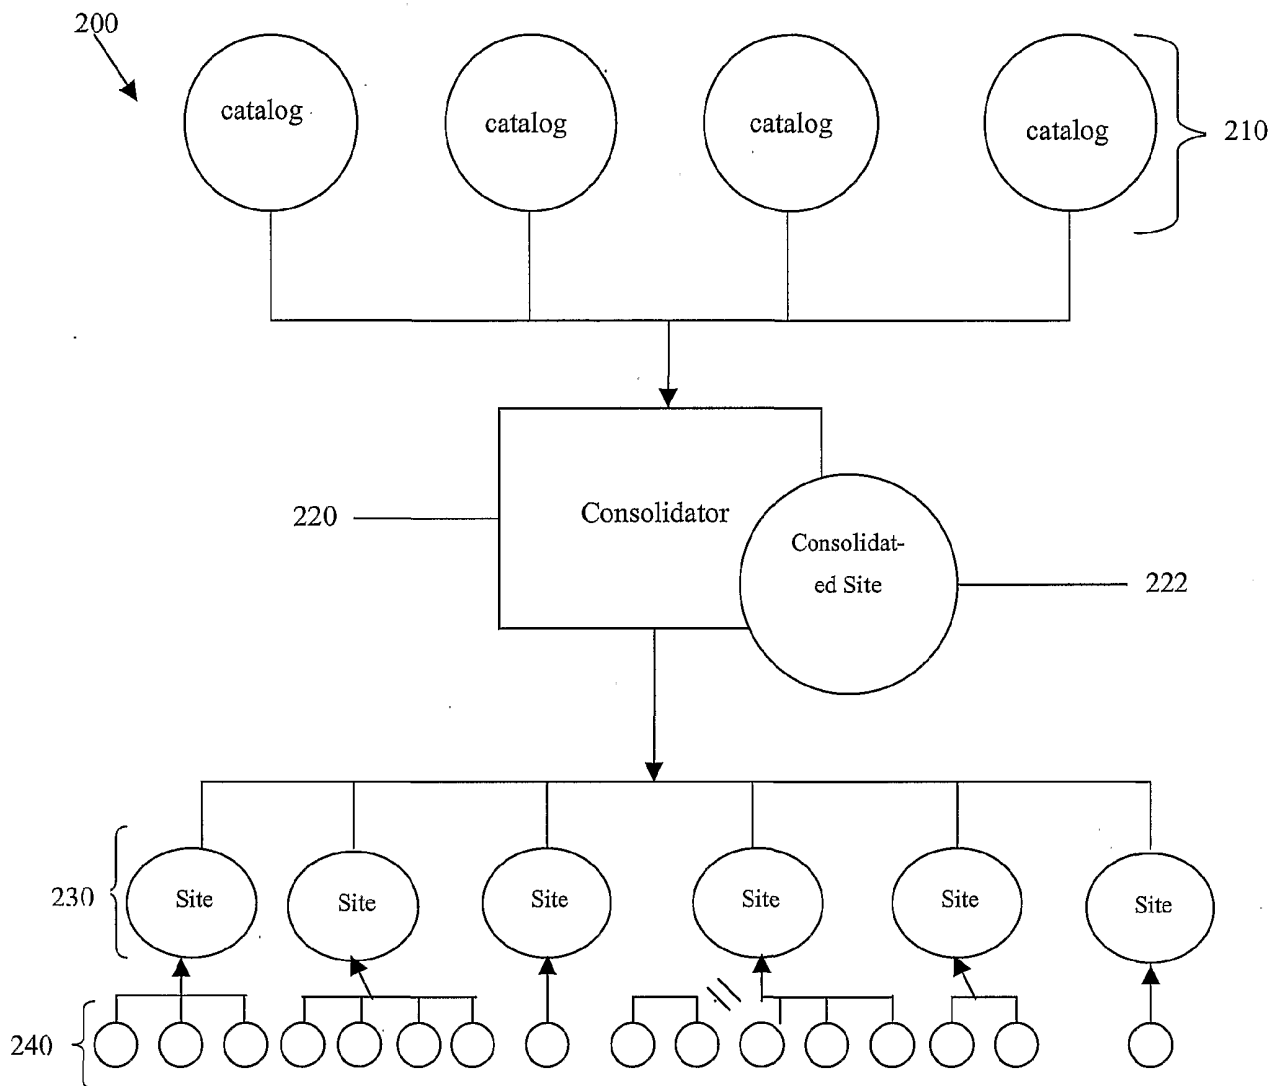 200
catalog
catalog
catalog
catalog
210
220
Consolidator
Consolidat-
ed Site
222
230
Site
Site
Site
Site
Site
Site
240